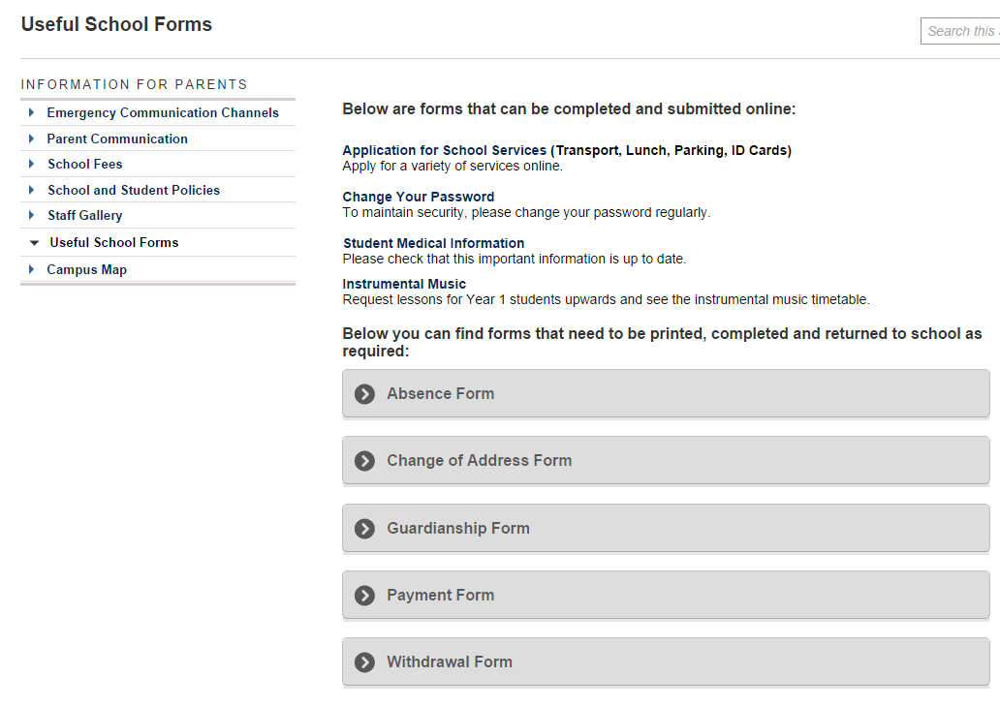 Useful School Forms
Search this
INFORMATION FOR PARENTS
Emergency Communication Channels
Parent Communication
School Fees
School and Student Policies
Staff Gallery
Useful School Forms
Campus Map
Below are forms that can be completed and submitted online:
Application for School Services (Transport, Lunch, Parking, ID Cards)
Apply for a variety of services online.
Change Your Password
To maintain security, please change your password regularly.
Student Medical Information
Please check that this important information is up to date.
Instrumental Music
Request lessons for Year 1 students upwards and see the instrumental music timetable.
Below you can find forms that need to be printed, completed and returned to school as
required:
Absence Form
Change of Address Form
Guardianship Form
Payment Form
Withdrawal Form